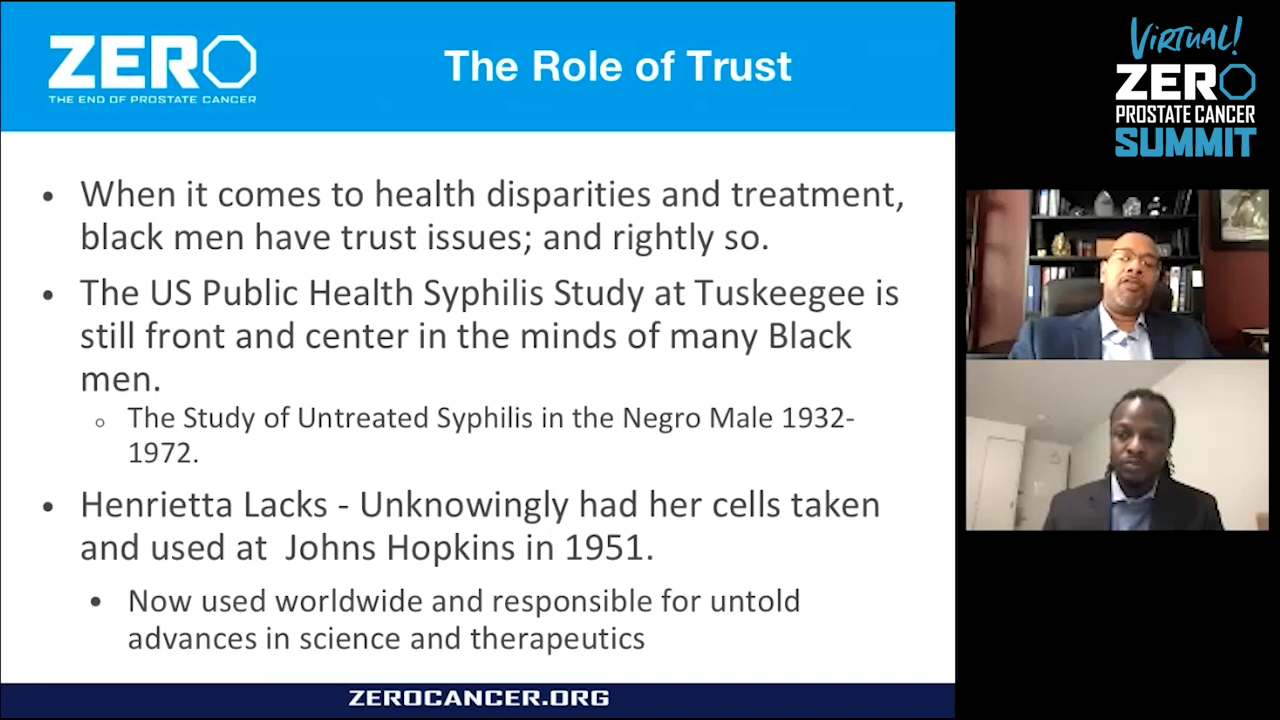 ZERO
THE END OF PROSTATE CANCER
The Role of Trust
• When it comes to health disparities and treatment,
black men have trust issues; and rightly so.
• The US Public Health Syphilis Study at Tuskeegee is
still front and center in the minds of many Black
men.
○ The Study of Untreated Syphilis in the Negro Male 1932-
1972.
• Henrietta Lacks - Unknowingly had her cells taken
and used at Johns Hopkins in 1951.
• Now used worldwide and responsible for untold
advances in science and therapeutics
ZEROCANCER.ORG
VIRTUAL!
ZERO
PROSTATE CANCER
SUMMIT